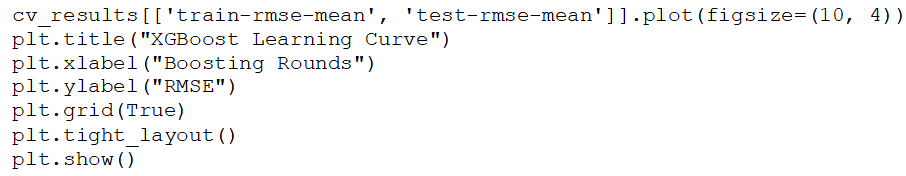 cv_results[['train-rmse-mean', 'test-rmse-mean']].plot(figsize=(10, 4))
plt.title("XGBoost Learning Curve")
plt.xlabel("Boosting Rounds")
plt.ylabel("RMSE")
plt.grid(True)
plt.tight_layout()
plt.show()